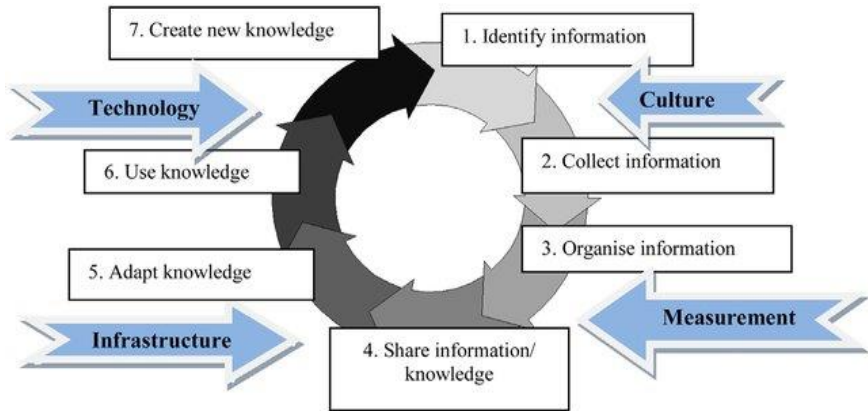 7. Create new knowledge
1. Identify information
Technology
Culture
6. Use knowledge
2. Collect information
5. Adapt knowledge
3. Organise information
Infrastructure
Measurement
4. Share information/
knowledge